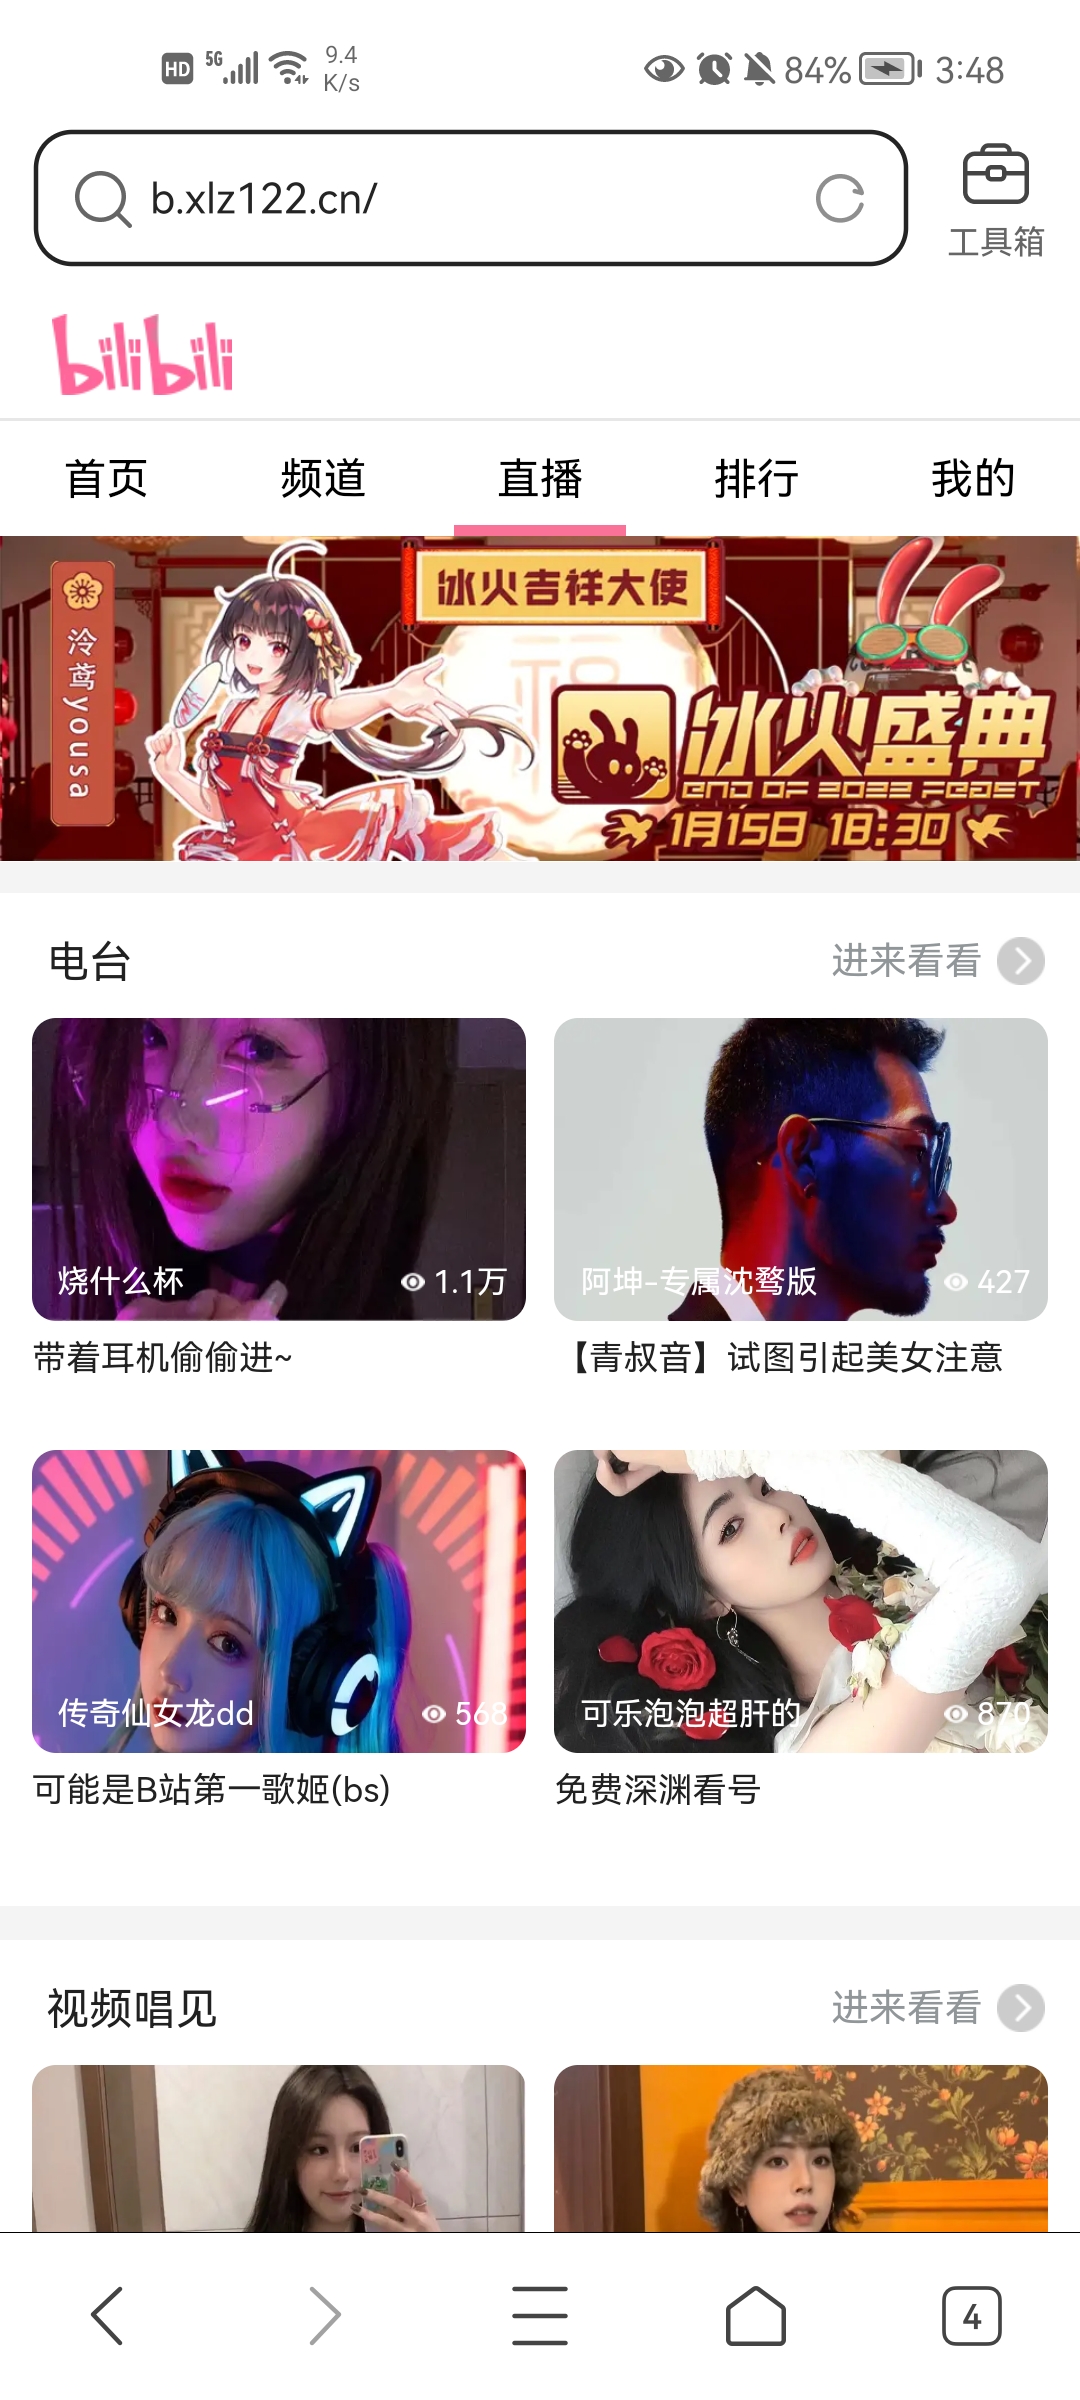 HD 5G 9.4 K/s 84% 3:48
b.xlz122.cn/
工具箱
bilibili
首页 频道 直播 排行 我的
泠鸢yousa
冰火吉祥大使
福
冰火盛典
END OF 2022 FEAST
1月15日 18:30
电台 进来看看
烧什么杯 1.1万
阿坤-专属沈骛版 427
带着耳机偷偷进~
【青叔音】试图引起美女注意
传奇仙女龙dd 568
可乐泡泡超肝的 870
可能是B站第一歌姬(bs)
免费深渊看号
视频唱见 进来看看
4